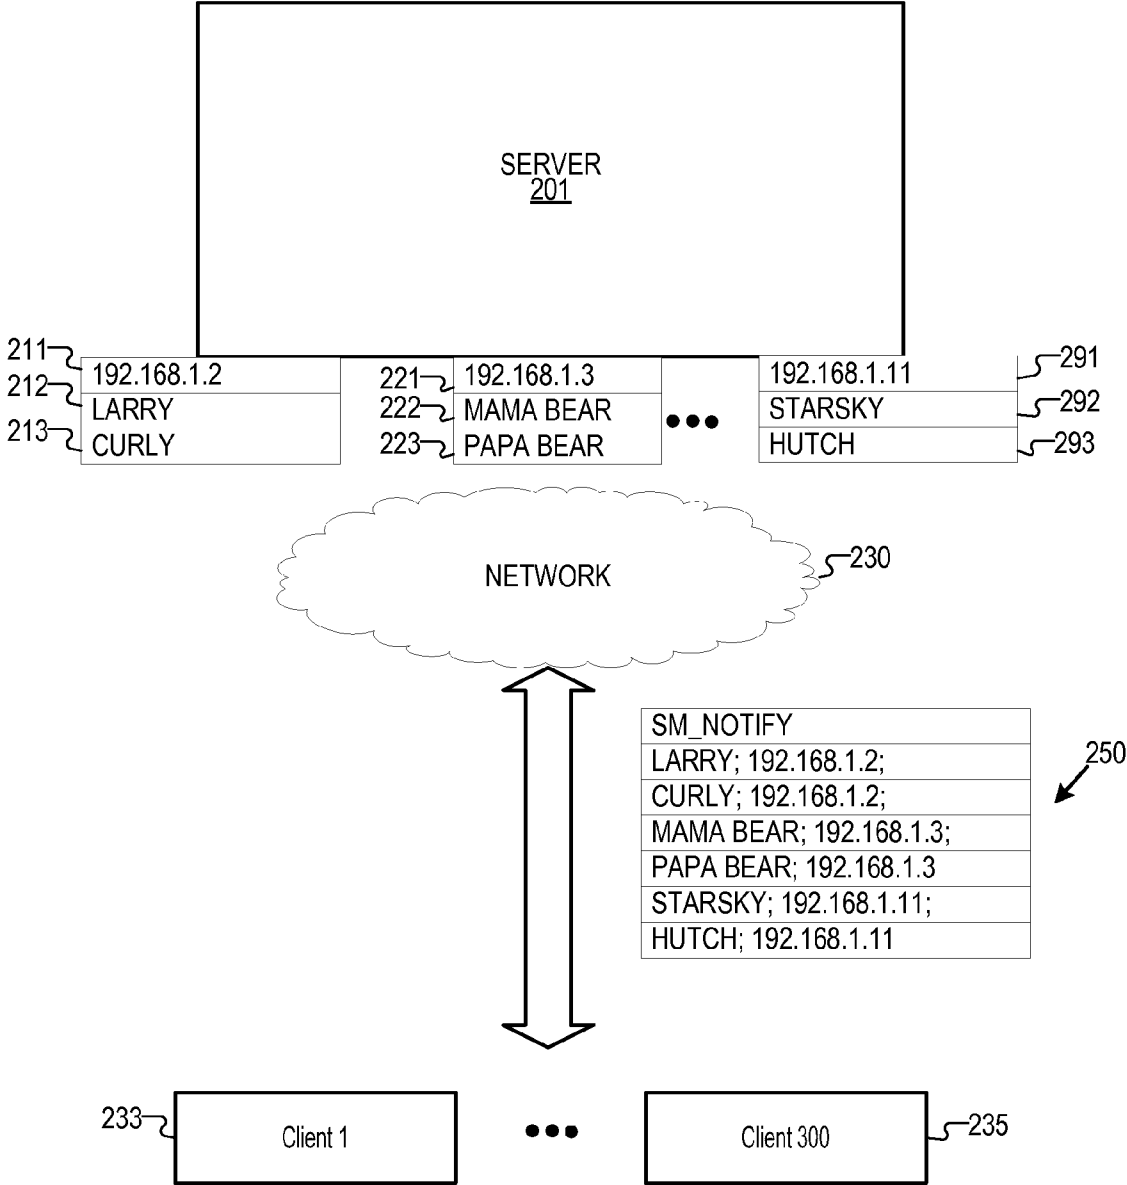 SERVER
201
211
192.168.1.2
212
LARRY
213
CURLY
221
192.168.1.3
222
MAMA BEAR
223
PAPA BEAR
192.168.1.11
291
STARSKY
292
HUTCH
293
NETWORK
230
SM_NOTIFY
LARRY; 192.168.1.2;
CURLY; 192.168.1.2;
MAMA BEAR; 192.168.1.3;
PAPA BEAR; 192.168.1.3
STARSKY; 192.168.1.11;
HUTCH; 192.168.1.11
250
233
Client 1
Client 300
235